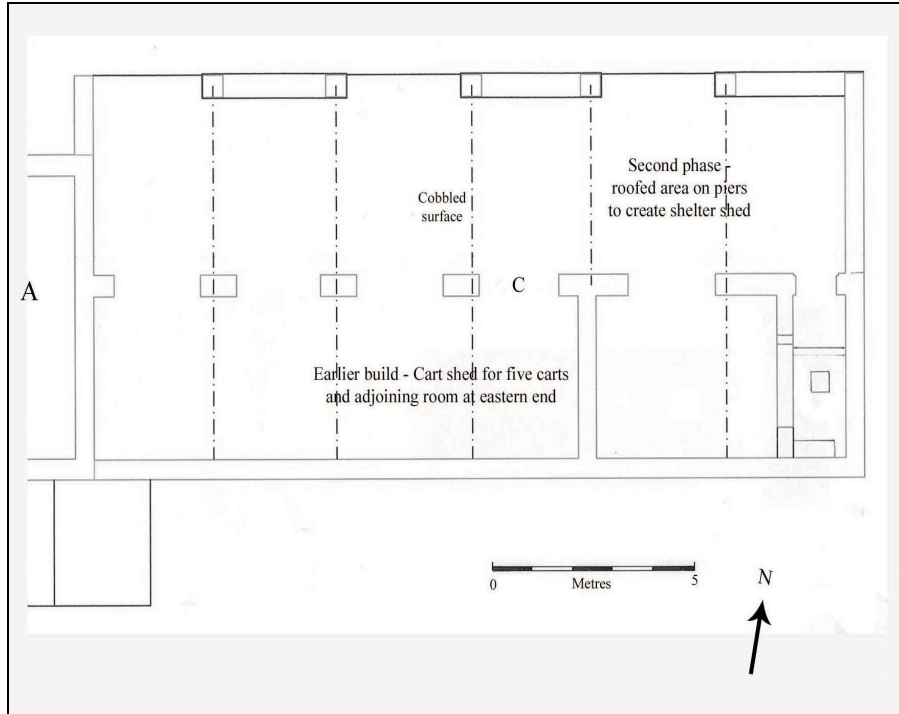 Second phase -
roofed area on piers
to create shelter shed
Cobbled
surface
A
C
Earlier build - Cart shed for five carts
and adjoining room at eastern end
0 Metres 5
N